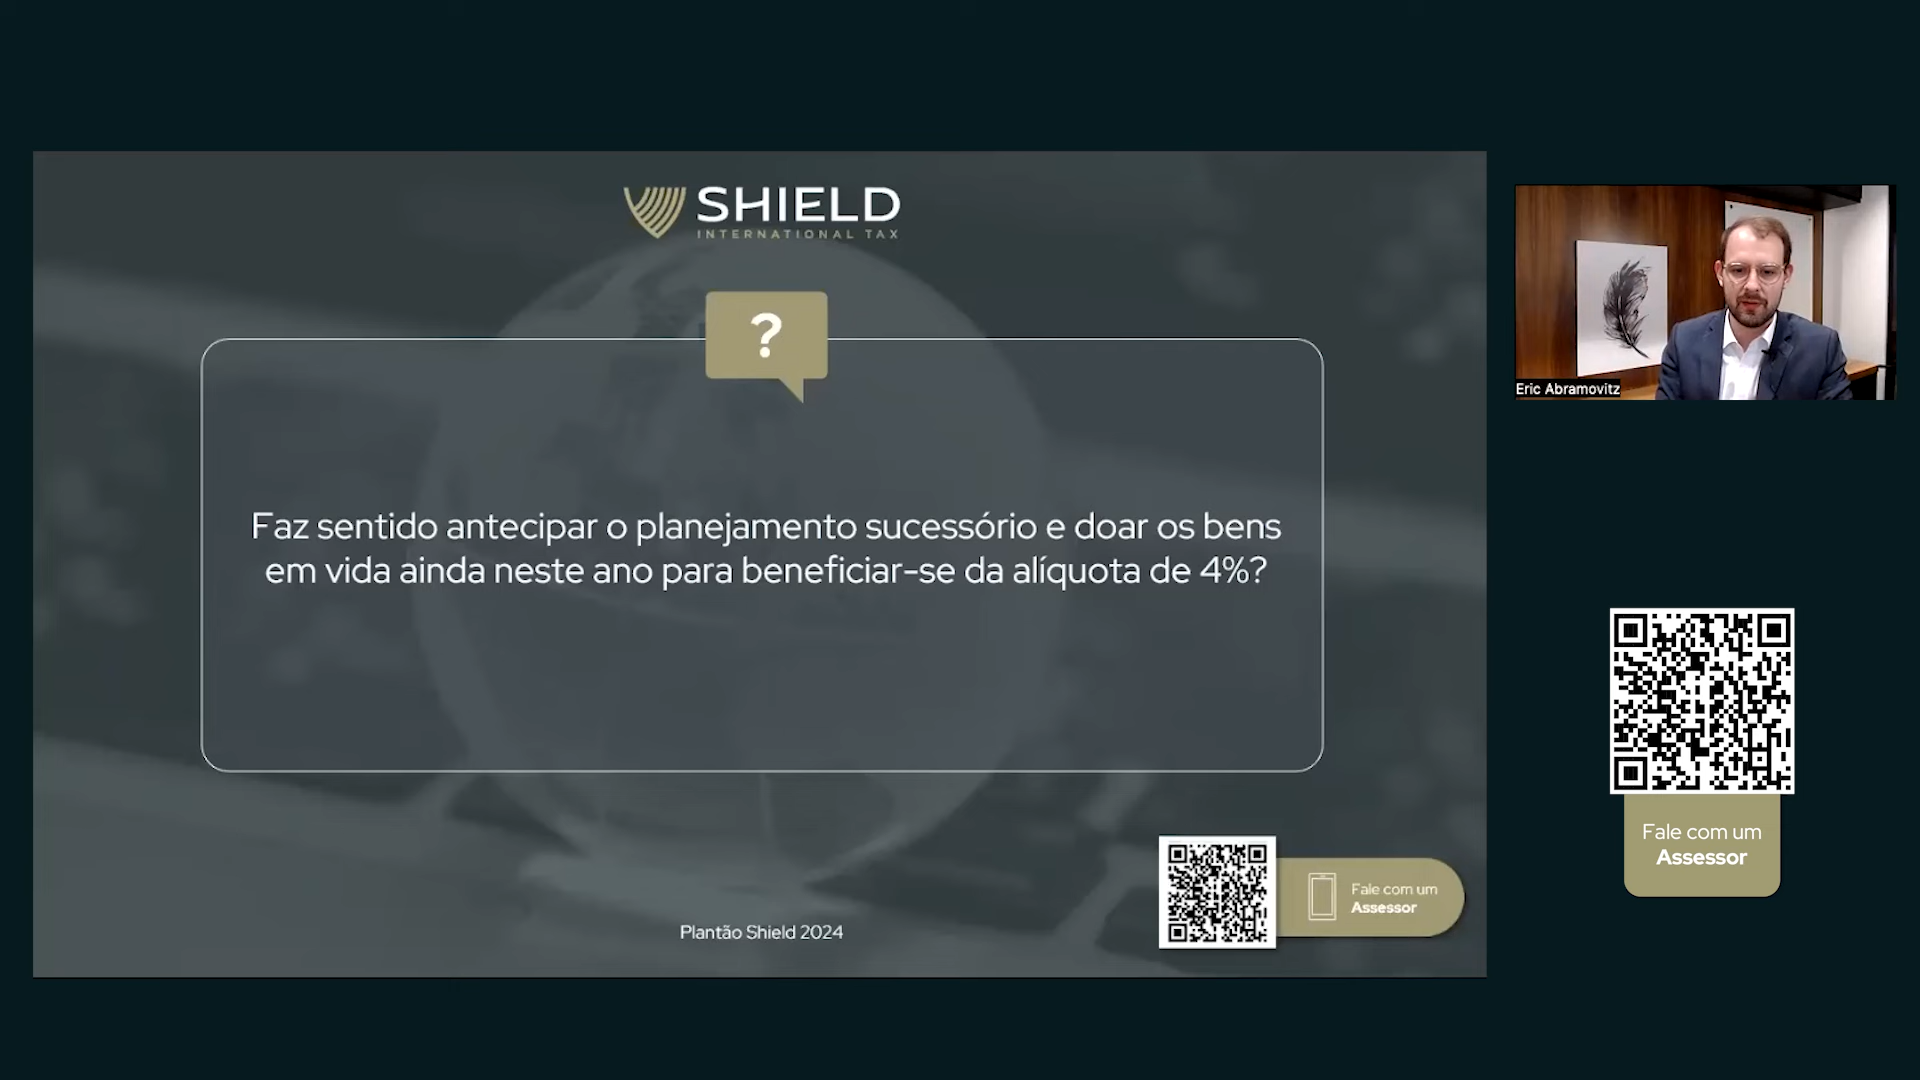 SHIELD
INTERNATIONAL TAX
?
Faz sentido antecipar o planejamento sucessório e doar os bens
em vida ainda neste ano para beneficiar-se da alíquota de 4%?
Plantão Shield 2024
Fale com um
Assessor
Eric Abramovitz
Fale com um
Assessor